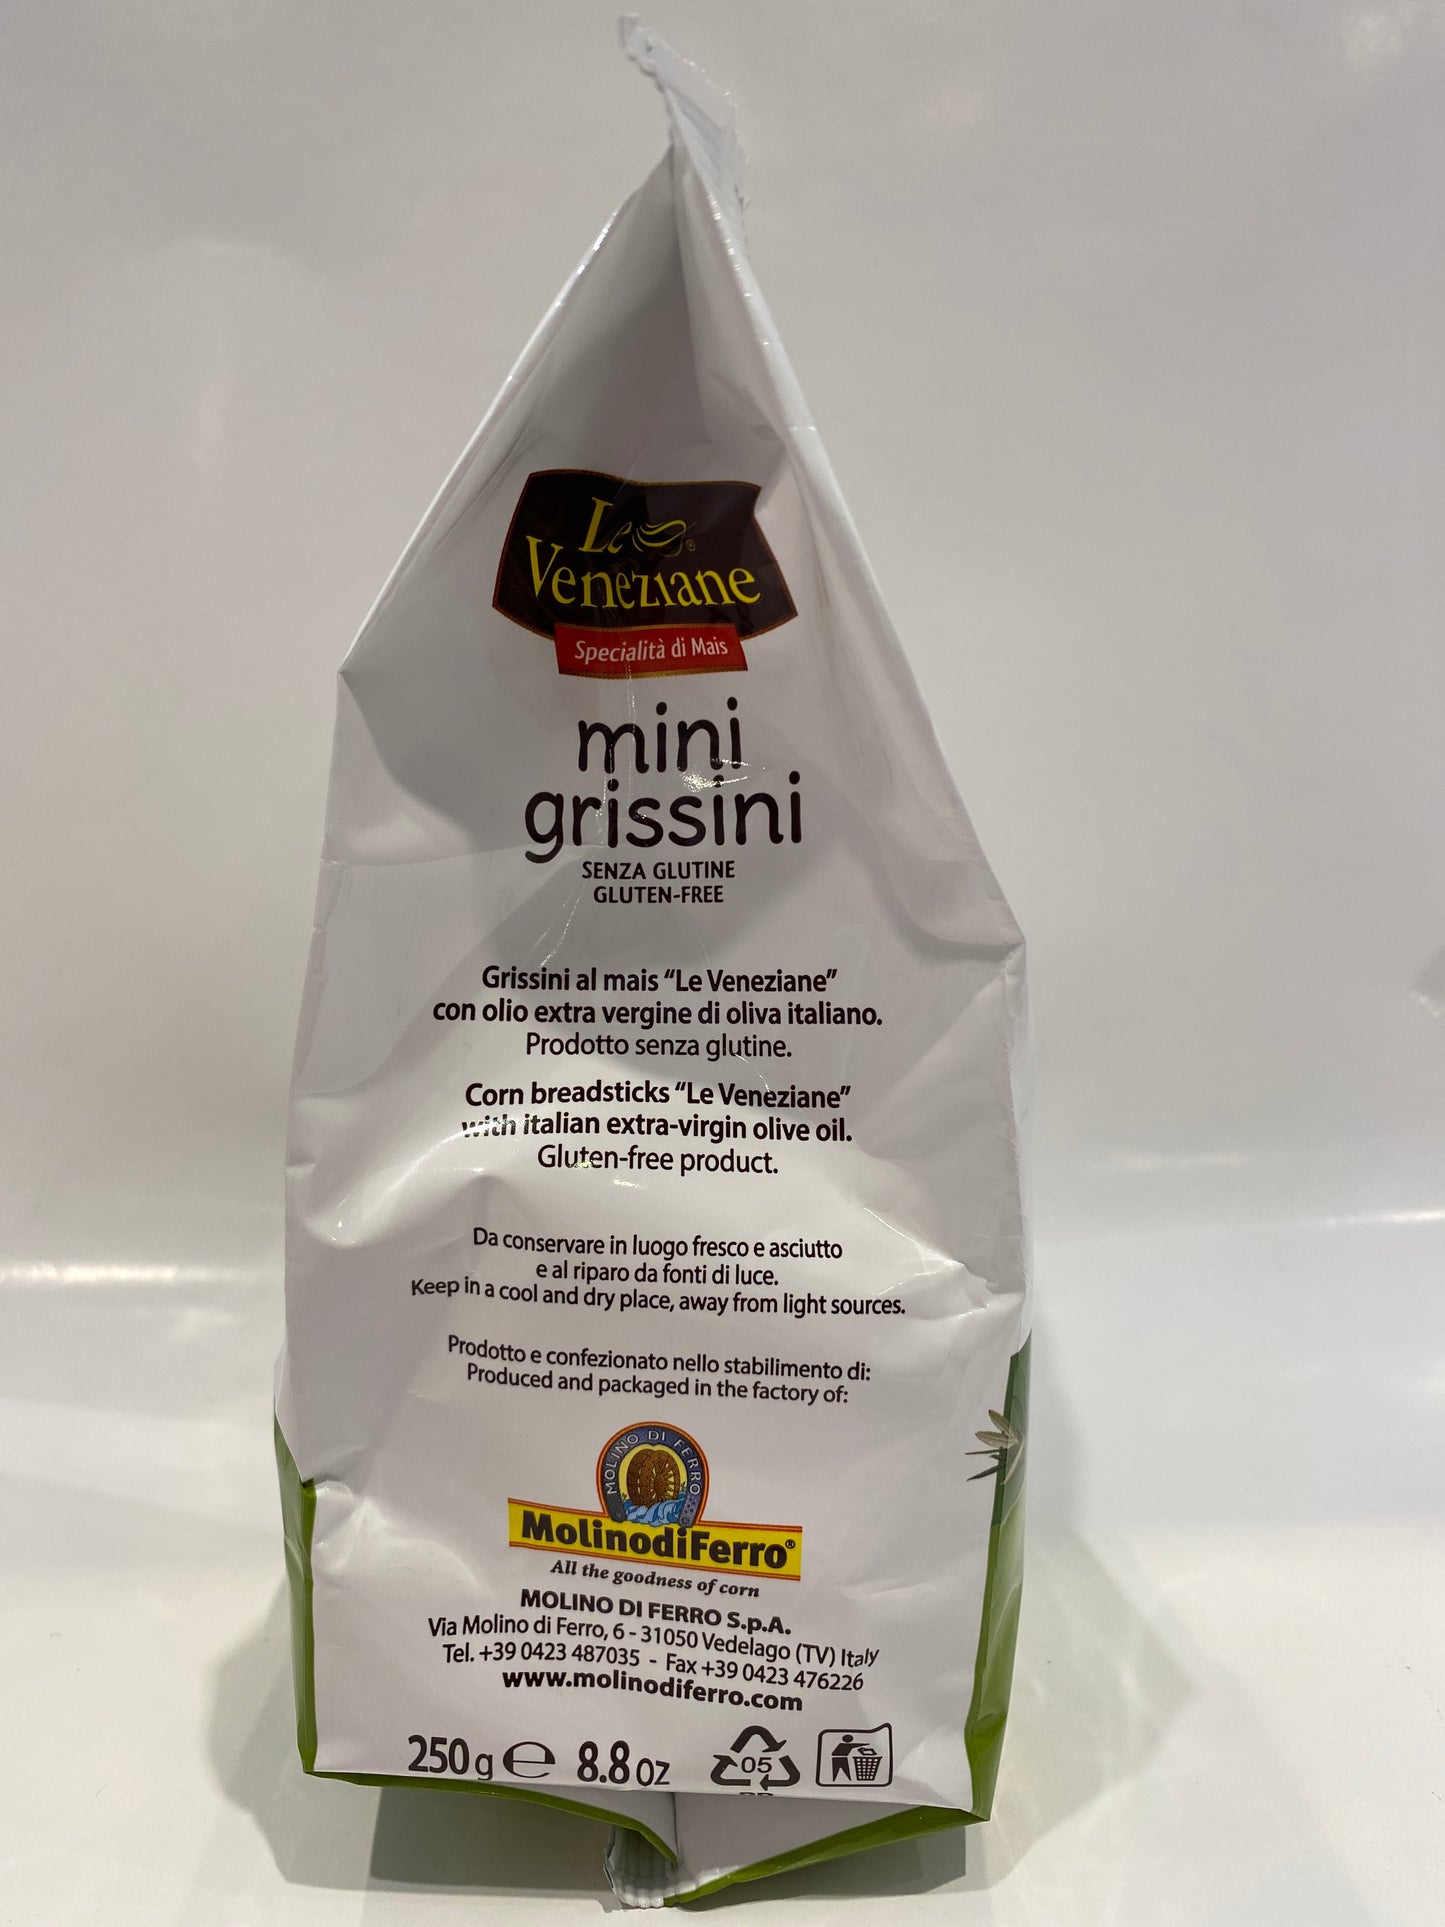 Le
Veneziane
Specialità di Mais
mini
grissini
SENZA GLUTINE
GLUTEN-FREE
Grissini al mais “Le Veneziane”
con olio extra vergine di oliva italiano.
Prodotto senza glutine.
Corn breadsticks “Le Veneziane”
with italian extra-virgin olive oil.
Gluten-free product.
Da conservare in luogo fresco e asciutto
e al riparo da fonti di luce.
Keep in a cool and dry place, away from light sources.
Prodotto e confezionato nello stabilimento di:
Produced and packaged in the factory of:
MOLINO DI FERRO
MolinodiFerro®
All the goodness of corn
MOLINO DI FERRO S.p.A.
Via Molino di Ferro, 6 - 31050 Vedelago (TV) Italy
Tel. +39 0423 487035 - Fax +39 0423 476226
www.molinodiferro.com
250 g ℮ 8.8 oz
05